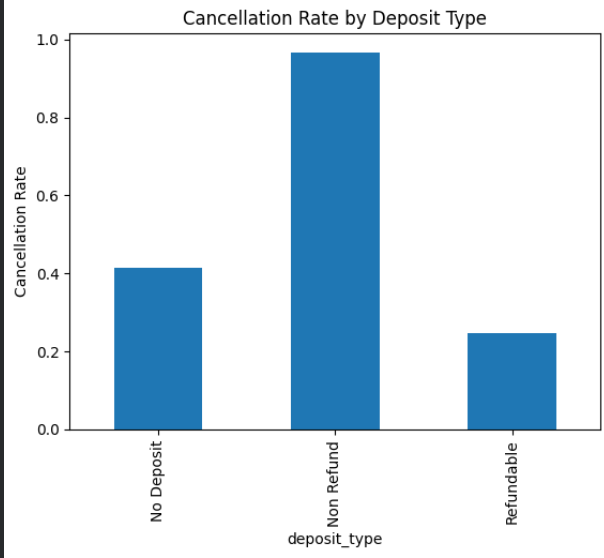 Cancellation Rate by Deposit Type
1.0
0.8
0.6
0.4
0.2
0.0
Cancellation Rate
No Deposit
Non Refund
Refundable
deposit_type